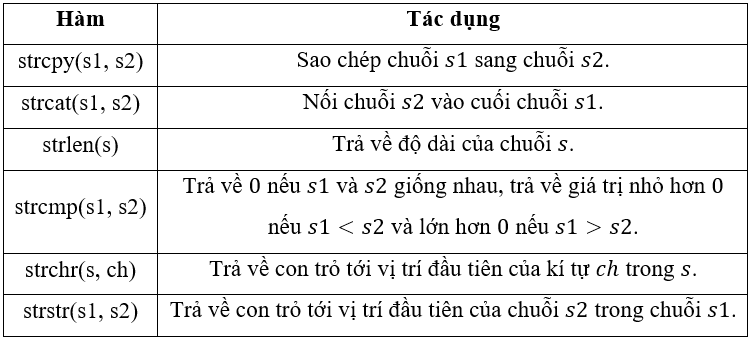 Hàm Tác dụng
strcpy(s1, s2) Sao chép chuỗi s1 sang chuỗi s2.
strcat(s1, s2) Nối chuỗi s2 vào cuối chuỗi s1.
strlen(s) Trả về độ dài của chuỗi s.
strcmp(s1, s2) Trả về 0 nếu s1 và s2 giống nhau, trả về giá trị nhỏ hơn 0
nếu s1 < s2 và lớn hơn 0 nếu s1 > s2.
strchr(s, ch) Trả về con trỏ tới vị trí đầu tiên của kí tự ch trong s.
strstr(s1, s2) Trả về con trỏ tới vị trí đầu tiên của chuỗi s2 trong chuỗi s1.